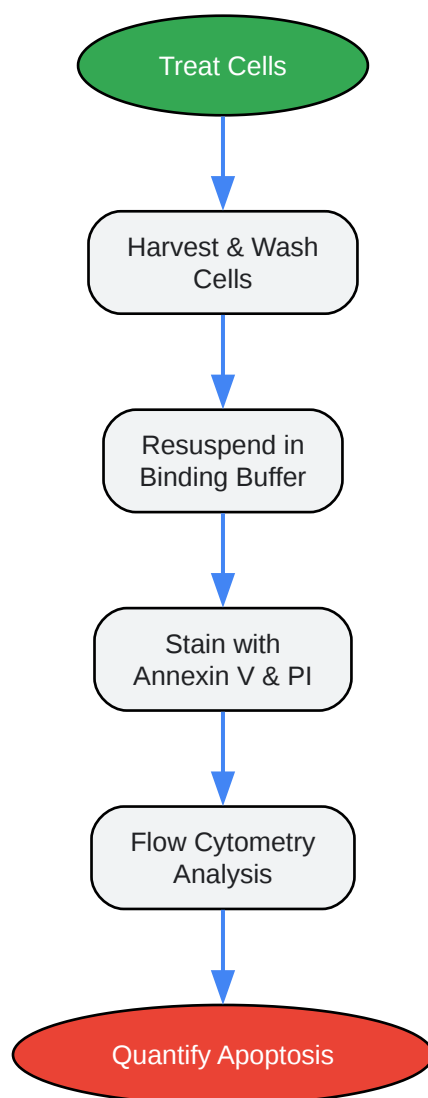 Treat Cells
Harvest & Wash
Cells
Resuspend in
Binding Buffer
Stain with
Annexin V & PI
Flow Cytometry
Analysis
Quantify Apoptosis